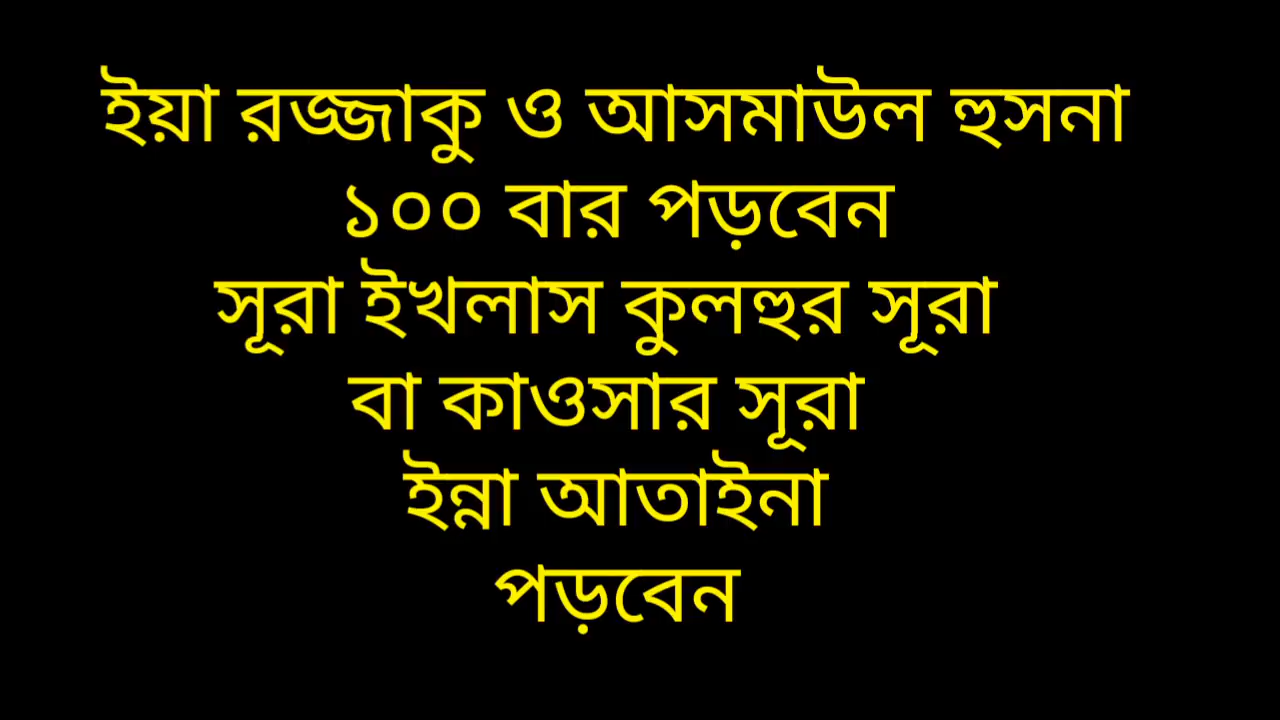 ইয়া রজ্জাকু ও আসমাউল হুসনা
১০০ বার পড়বেন
সূরা ইখলাস কুলহুর সূরা
বা কাওসার সূরা
ইন্না আতাইনা
পড়বেন